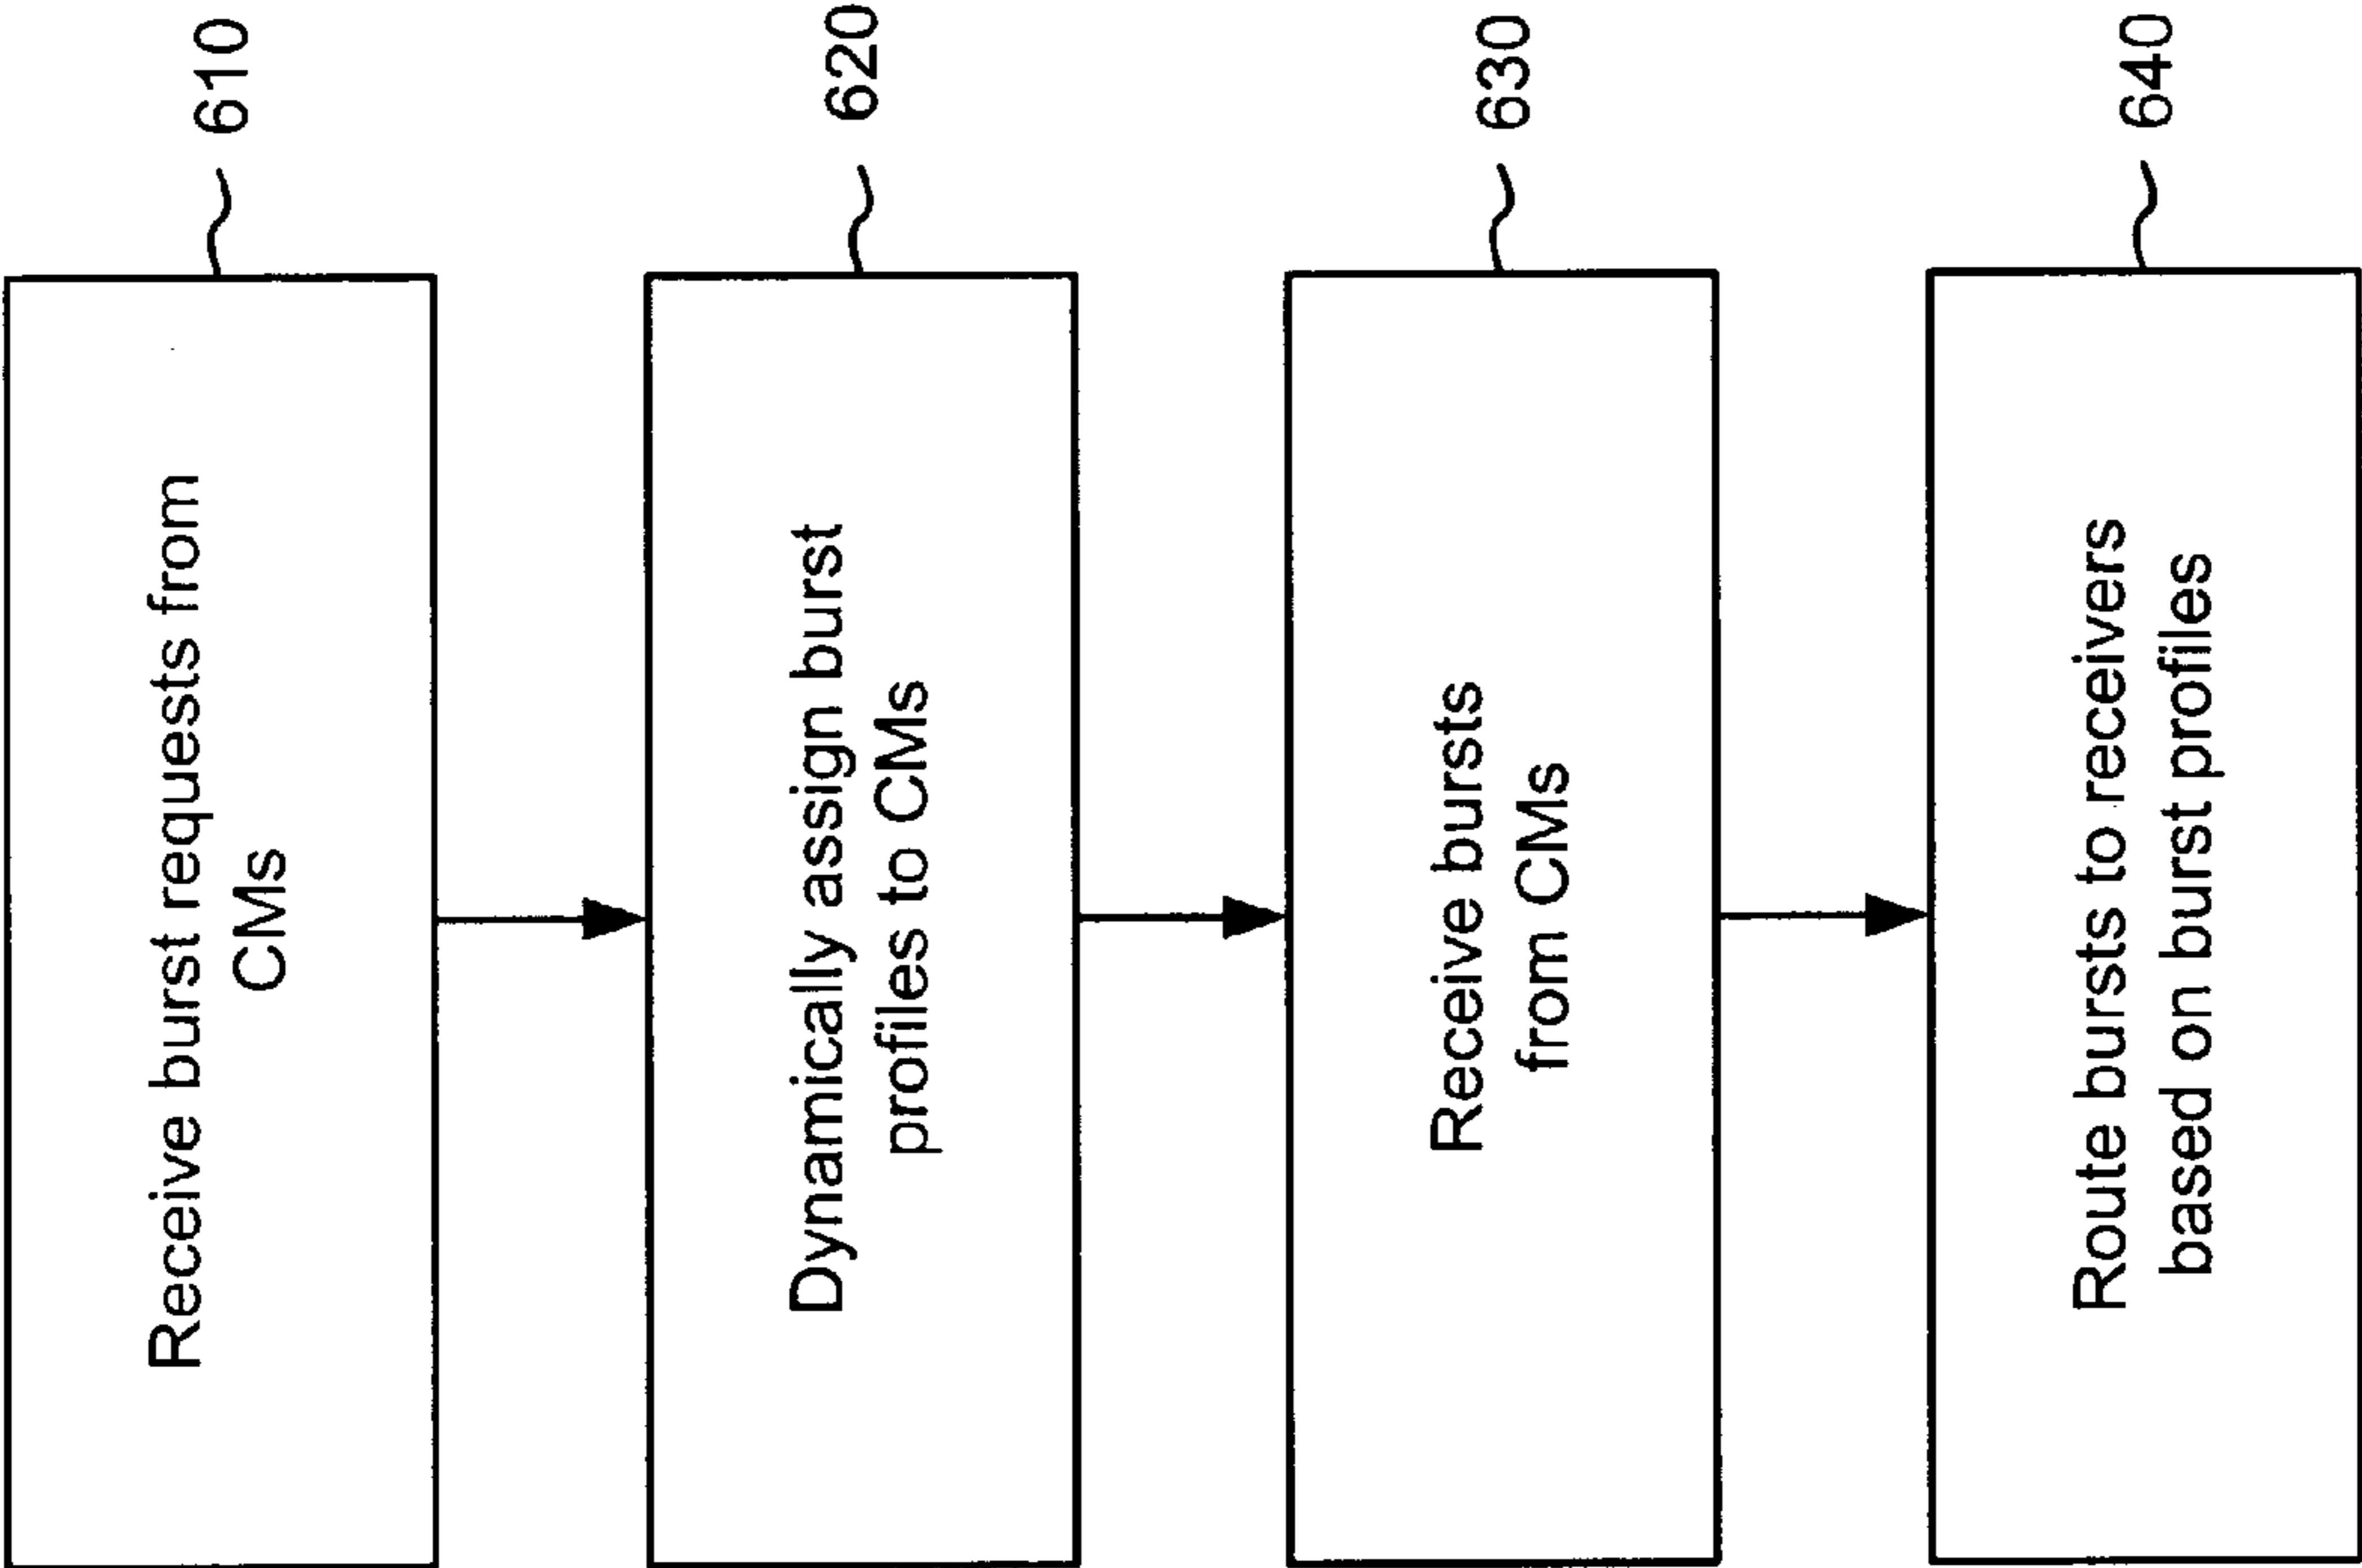 Receive burst requests from
CMs
610
Dynamically assign burst
profiles to CMs
620
Receive bursts
from CMs
630
Route bursts to receivers
based on burst profiles
640